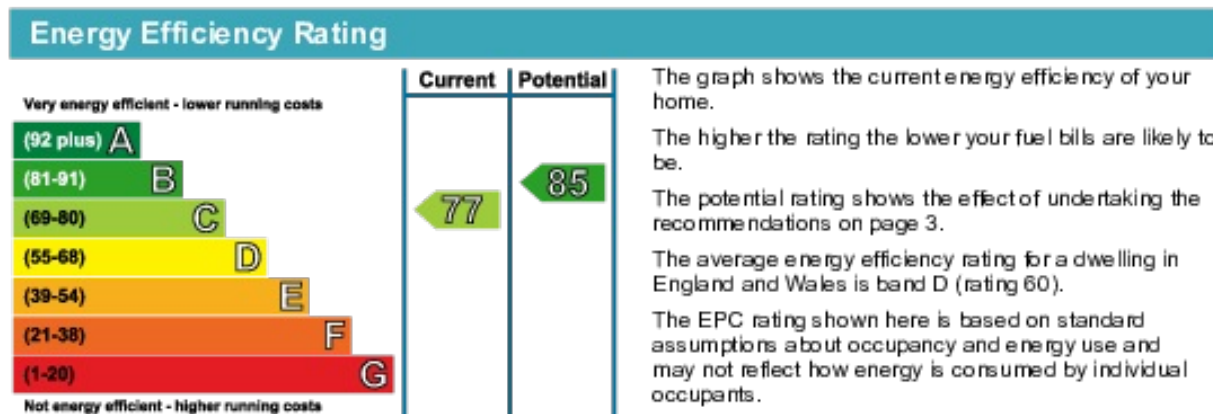 Energy Efficiency Rating
Current Potential
Very energy efficient - lower running costs
(92 plus) A
(81-91) B
(69-80) C
(55-68) D
(39-54) E
(21-38) F
(1-20) G
Not energy efficient - higher running costs
77
85
The graph shows the current energy efficiency of your
home.
The higher the rating the lower your fuel bills are likely to
be.
The potential rating shows the effect of undertaking the
recommendations on page 3.
The average energy efficiency rating for a dwelling in
England and Wales is band D (rating 60).
The EPC rating shown here is based on standard
assumptions about occupancy and energy use and
may not reflect how energy is consumed by individual
occupants.